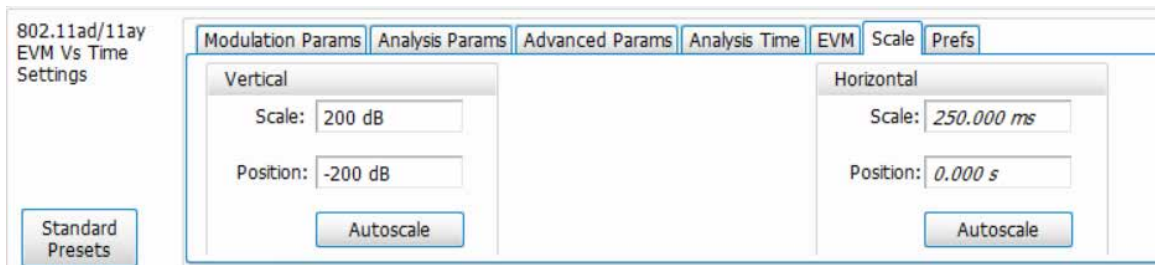 802.11ad/11ay
EVM Vs Time
Settings
Modulation Params Analysis Params Advanced Params Analysis Time EVM Scale Prefs
Vertical
Scale: 200 dB
Position: -200 dB
Autoscale
Horizontal
Scale: 250.000 ms
Position: 0.000 s
Autoscale
Standard
Presets